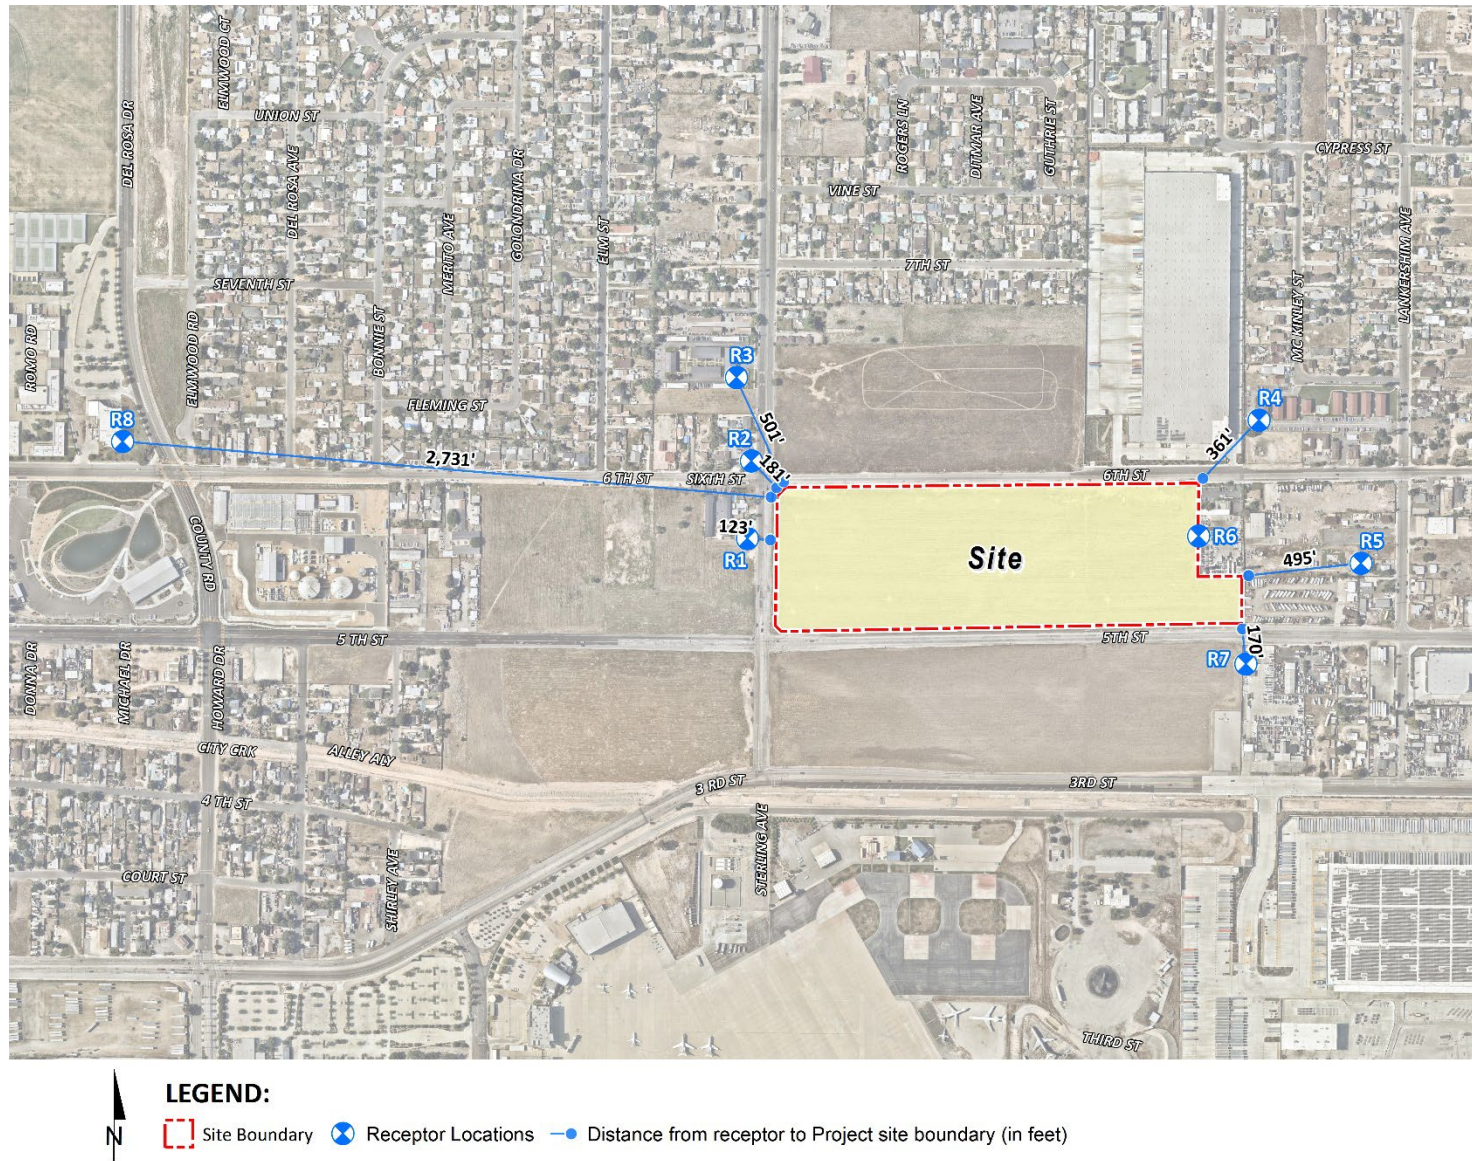 ELMWOOD CT
UNION ST
DEL ROSA DR
DEL ROSA AVE
GOLONDRINA DR
MERITO AVE
ELM ST
ROGERS LN
DITMAR AVE
GUTHRIE ST
VINE ST
CYPRESS ST
LANKERSHIM AVE
7TH ST
SEVENTH ST
MC KINLEY ST
ROMO RD
ELMWOOD RD
BONNIE ST
FLEMING ST
R3
R8
R2
R4
501'
181'
361'
2,731'
6 TH ST
SIXTH ST
6TH ST
COUNTY RD
123'
R1
Site
R6
R5
495'
5 TH ST
5TH ST
170'
R7
DONNA DR
MICHAEL DR
HOWARD DR
CITY CRK
ALLEY ALY
4 TH ST
3 RD ST
3RD ST
STERLING AVE
COURT ST
SHIRLEY AVE
THIRD ST
N
LEGEND:
Site Boundary
Receptor Locations
Distance from receptor to Project site boundary (in feet)